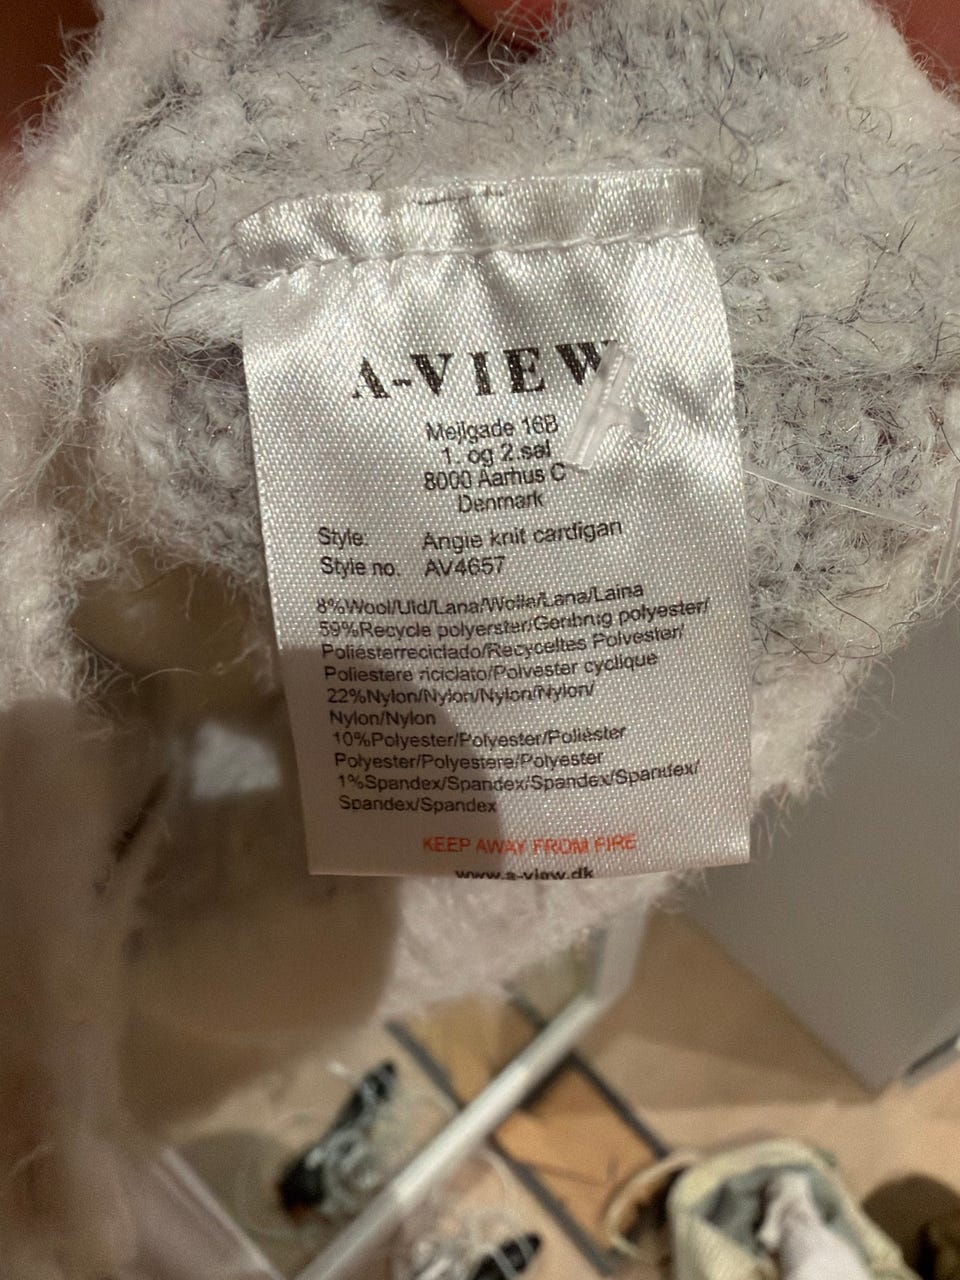 A-VIEW
Mejlgade 16B
1. og 2.sal
8000 Aarhus C
Denmark
Style: Angie knit cardigan
Style no. AV4657
8%Wool/Uld/Lana/Wolle/Lana/Laina
59%Recycle polyerster/Genbrug polyester/
Poliésterreciclado/Recyceltes Polyester/
Poliestere riciclato/Polyester cyclique
22%Nylon/Nylon/Nylon/Nylon/
Nylon/Nylon
10%Polyester/Polyester/Poliéster
Polyester/Polyestere/Polyester
1%Spandex/Spandex/Spandex/Spandex/
Spandex/Spandex
KEEP AWAY FROM FIRE
www.a-view.dk